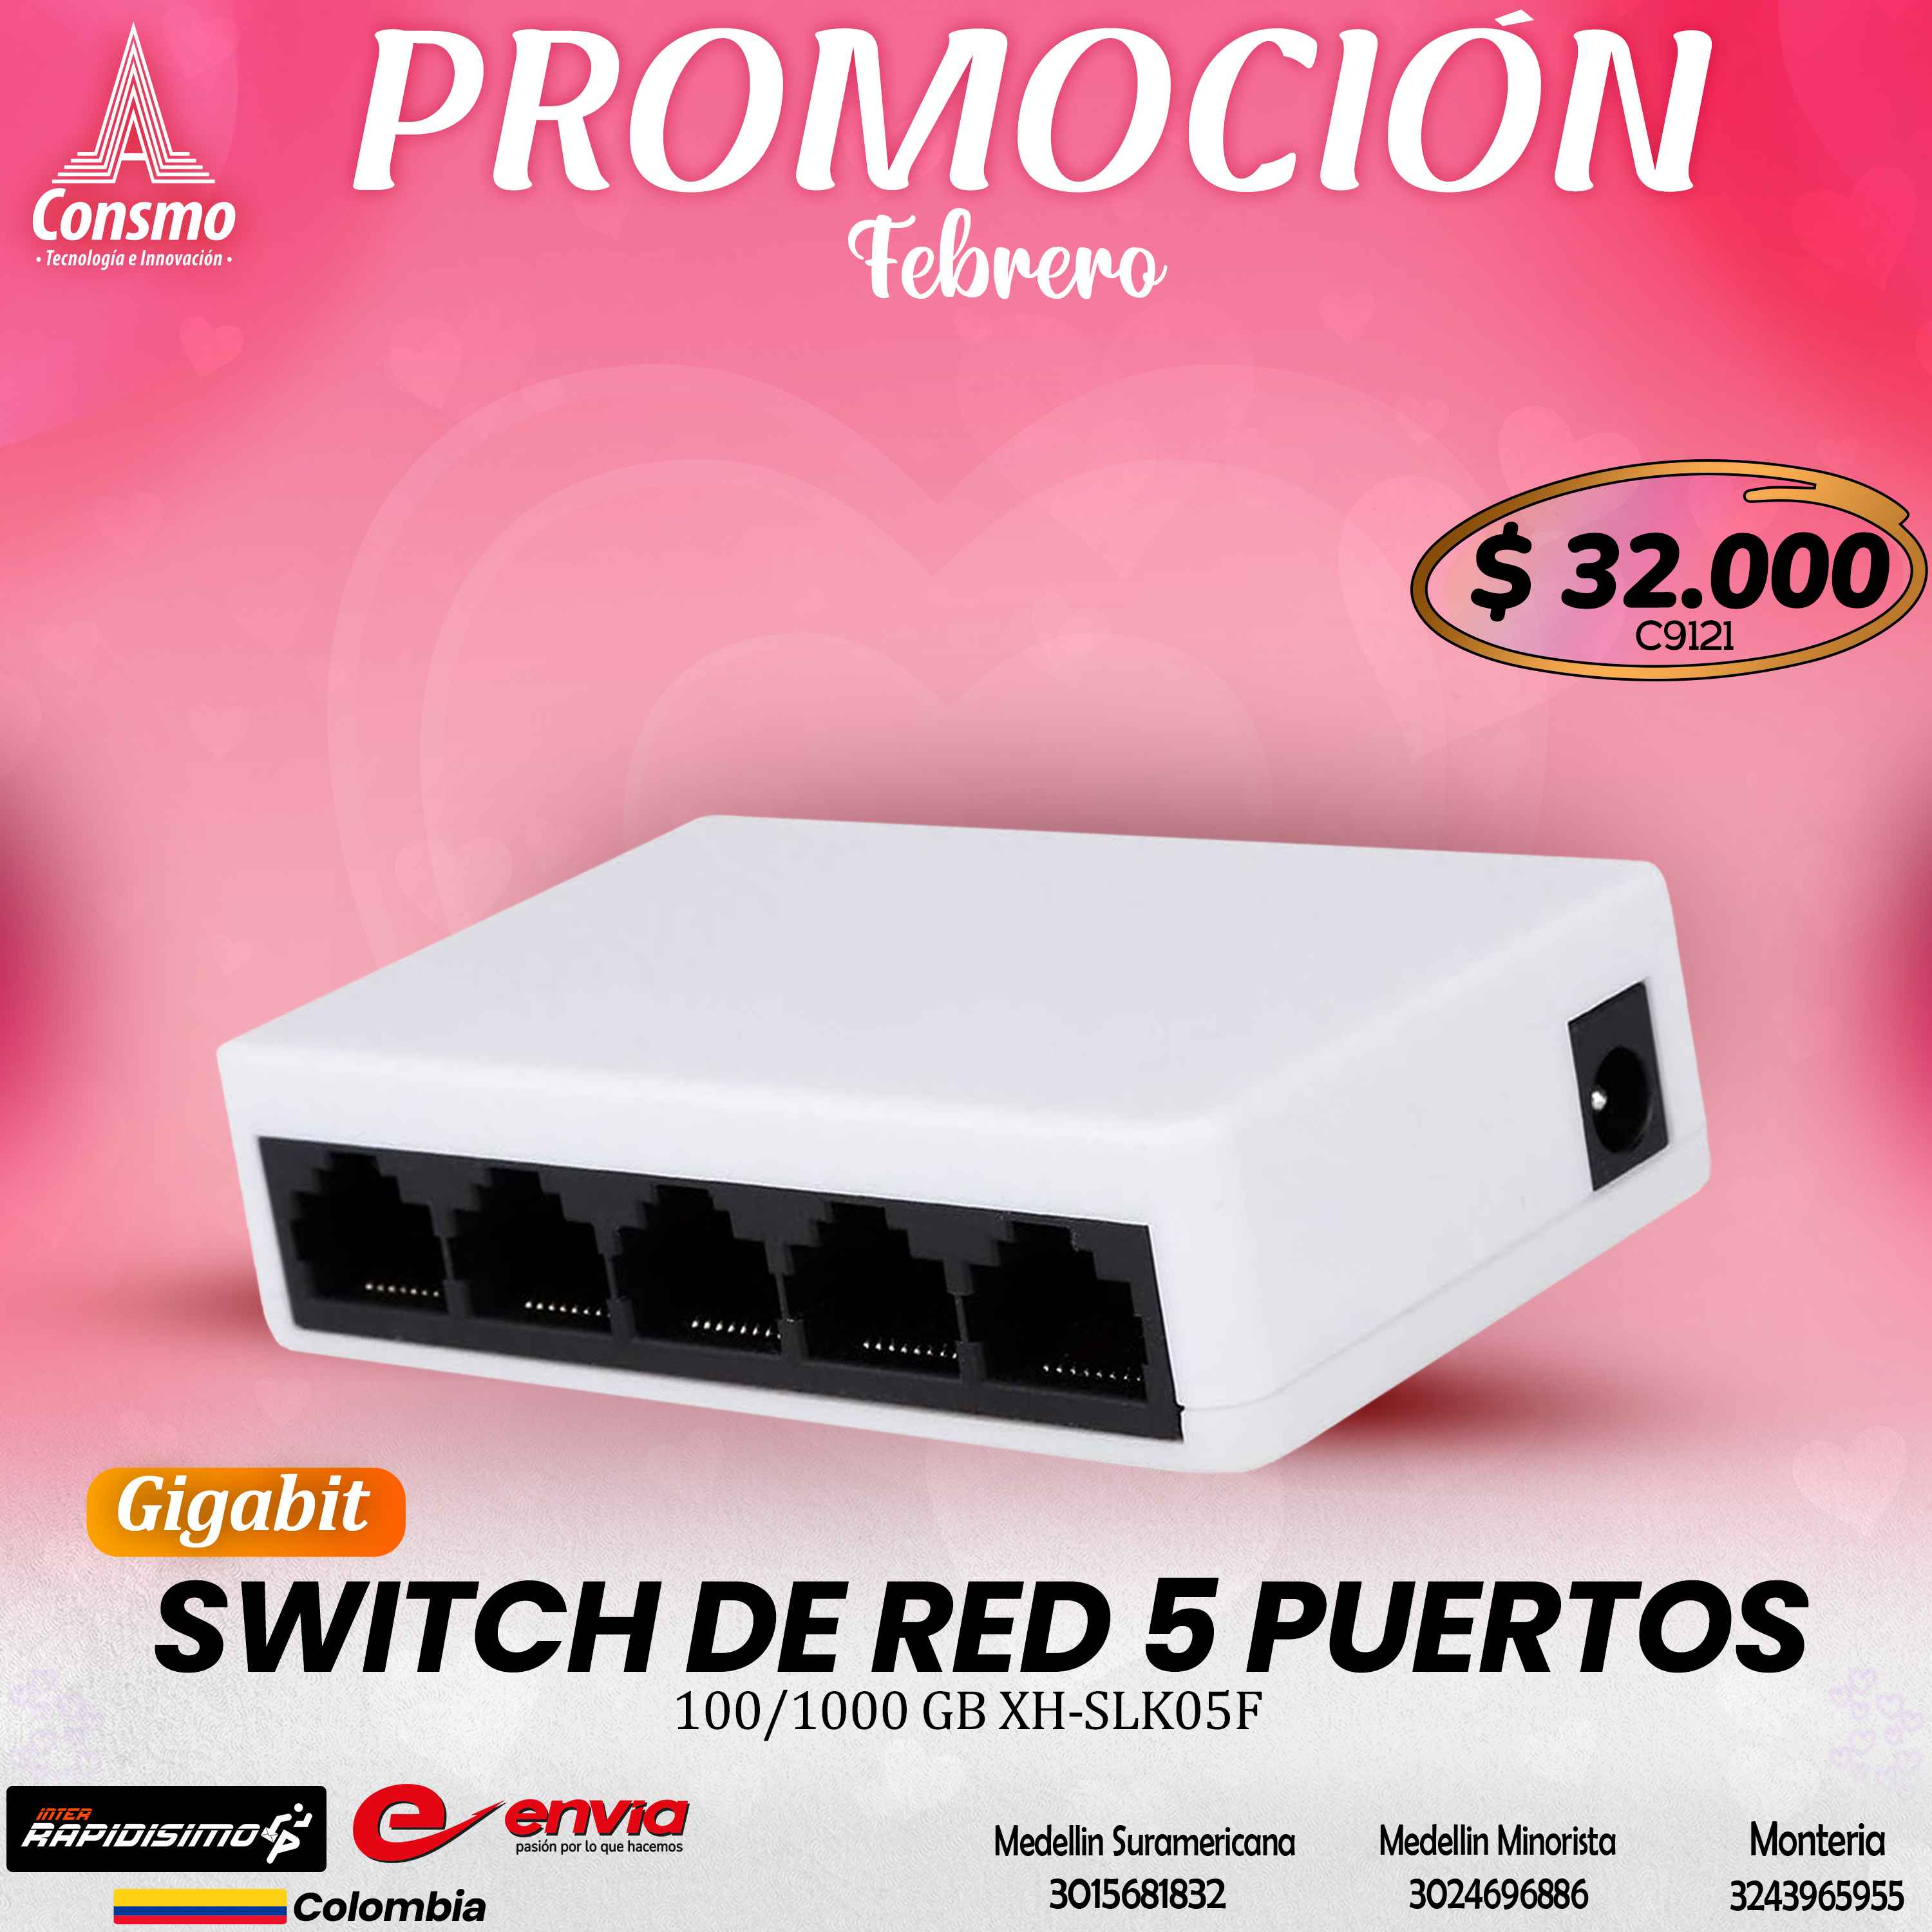 PROMOCIÓN
Febrero
Consmo
• Tecnología e Innovación •
$ 32.000
C9121
Gigabit
SWITCH DE RED 5 PUERTOS
100/1000 GB XH-SLK05F
INTER
RAPIDISIMO
e envía
pasión por lo que hacemos
Colombia
Medellin Suramericana
3015681832
Medellin Minorista
3024696886
Monteria
3243965955